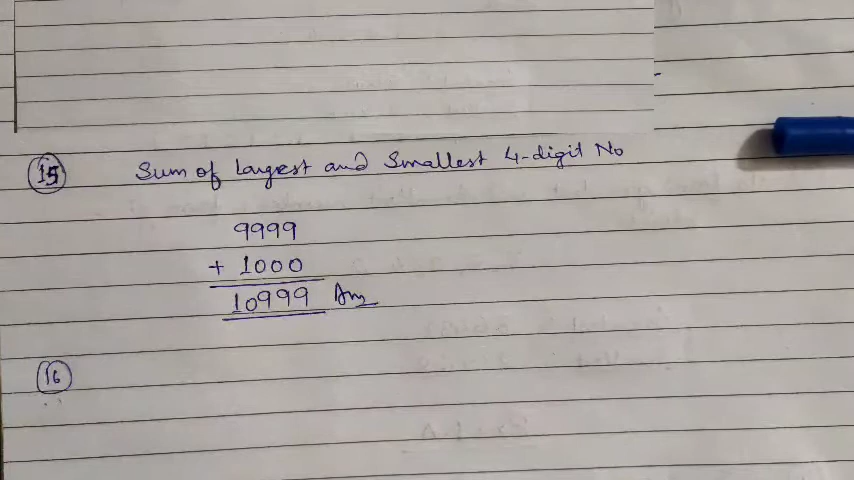 15 Sum of Largest and Smallest 4-digit No
9999
+ 1000
10999 Ans
16